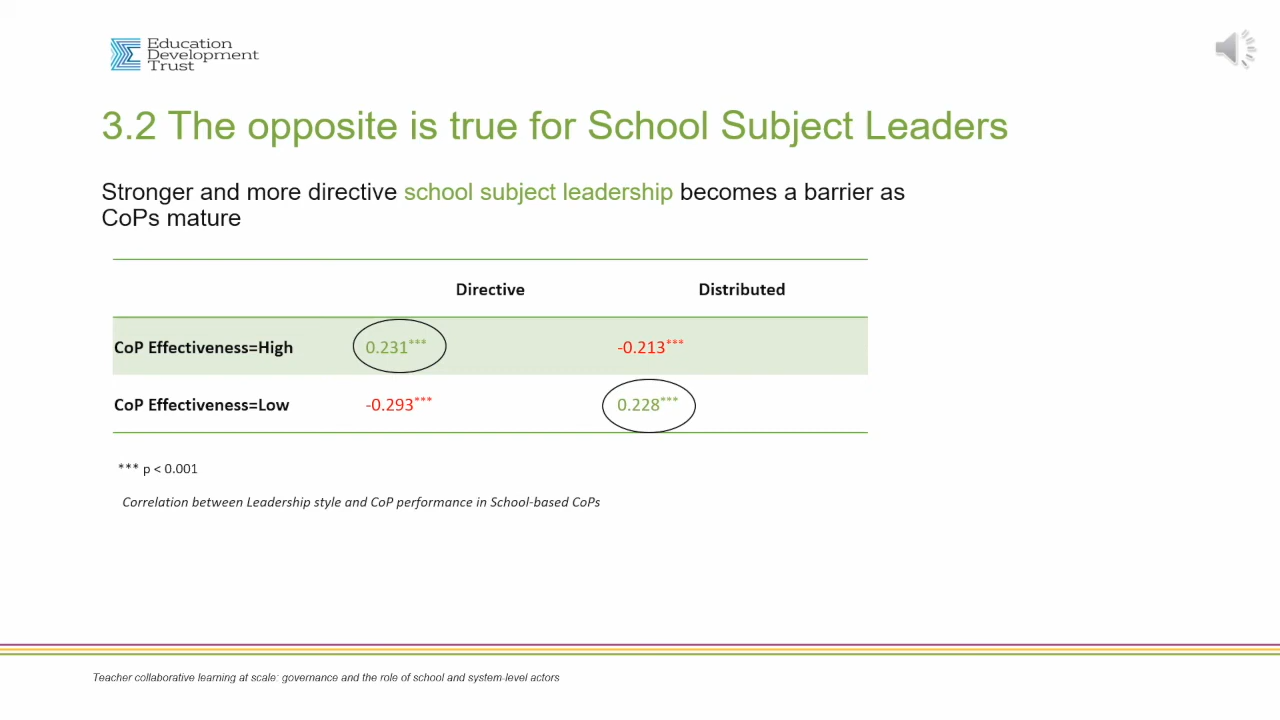 Education
Development
Trust
3.2 The opposite is true for School Subject Leaders
Stronger and more directive school subject leadership becomes a barrier as
CoPs mature
Directive Distributed
CoP Effectiveness=High 0.231*** -0.213***
CoP Effectiveness=Low -0.293*** 0.228***
*** p < 0.001
Correlation between Leadership style and CoP performance in School-based CoPs
Teacher collaborative learning at scale: governance and the role of school and system-level actors